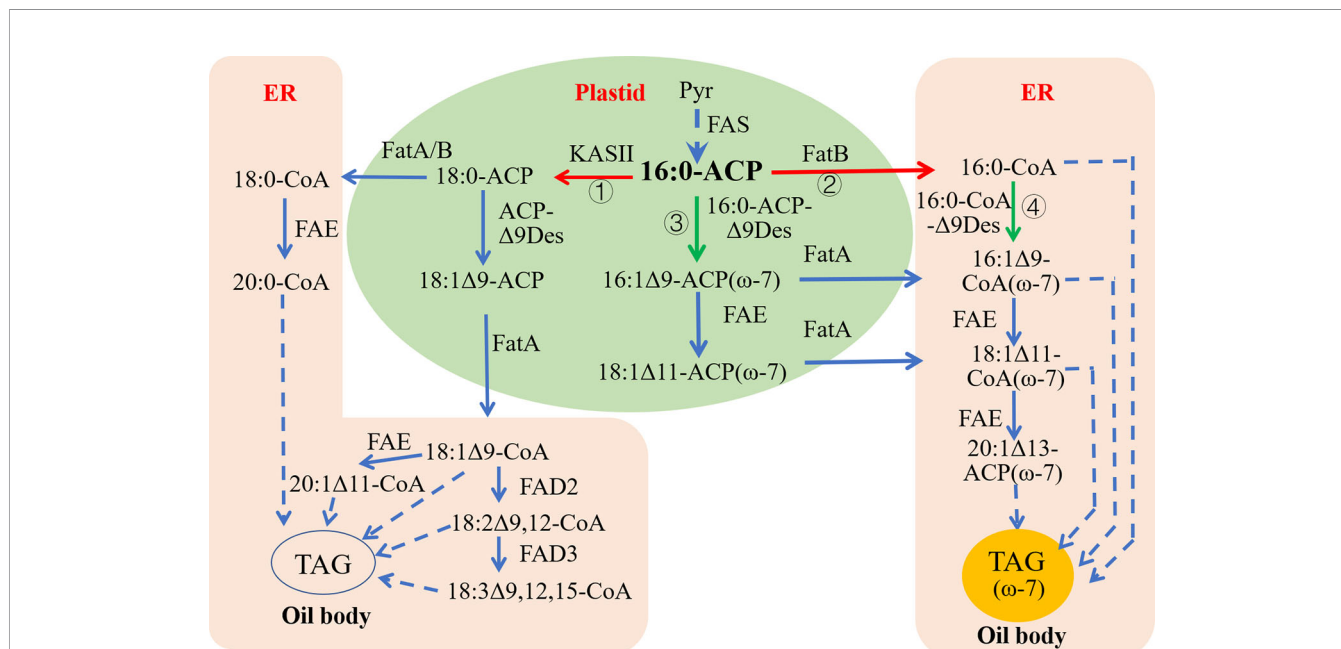 ER
Plastid
ER
Pyr
FAS
FatA/B
KASII
16:0-ACP
FatB
18:0-CoA
18:0-ACP
①
②
16:0-CoA
FAE
ACP-
Δ9Des
③
16:0-ACP-
Δ9Des
16:0-CoA
-Δ9Des
④
20:0-CoA
18:1Δ9-ACP
16:1Δ9-ACP(ω-7)
FatA
16:1Δ9-
CoA(ω-7)
FatA
FAE
FatA
FAE
18:1Δ11-ACP(ω-7)
18:1Δ11-
CoA(ω-7)
FAE
FAE
18:1Δ9-CoA
20:1Δ13-
ACP(ω-7)
20:1Δ11-CoA
FAD2
18:2Δ9,12-CoA
FAD3
TAG
18:3Δ9,12,15-CoA
Oil body
TAG
(ω-7)
Oil body